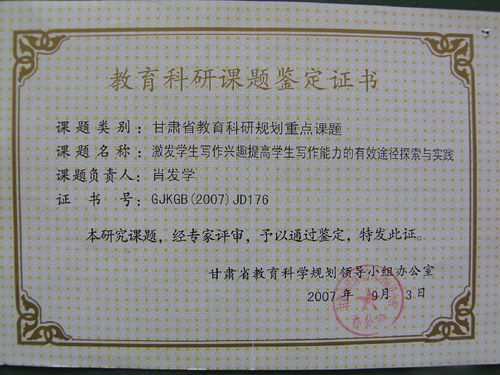 教育科研课题鉴定证书
课题类别：甘肃省教育科研规划重点课题
课题名称：激发学生写作兴趣提高学生写作能力的有效途径探索与实践
课题负责人：肖发学
证书号：GJKGB(2007)JD176
本研究课题，经专家评审，予以通过鉴定，特发此证。
甘肃省教育科学规划领导小组办公室
2007年 9月 3日
办公室